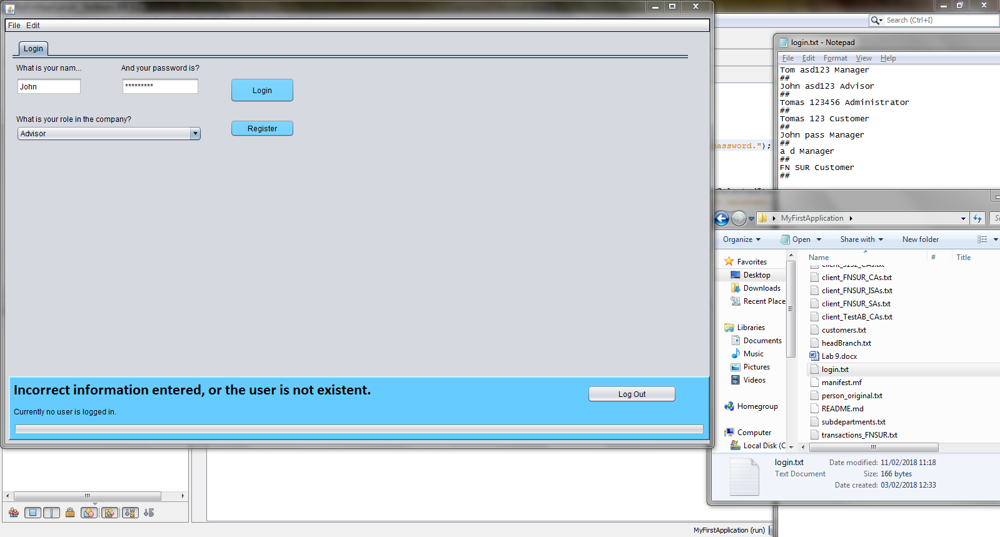 File Edit
Login
What is your nam...
And your password is?
John
*********
Login
What is your role in the company?
Advisor
Register
Incorrect information entered, or the user is not existent.
Log Out
Currently no user is logged in.
Search (Ctrl+I)
login.txt - Notepad
File Edit Format View Help
Tom asd123 Manager
##
John asd123 Advisor
##
Tomas 123456 Administrator
##
Tomas 123 Customer
##
John pass Manager
##
a d Manager
##
FN SUR Customer
##
password.");
MyFirstApplication
Organize Open Share with New folder
Favorites
Desktop
Downloads
Recent Place
Libraries
Documents
Music
Pictures
Videos
Homegroup
Computer
Local Disk (C
Name # Title
client_FNSUR_CAs.txt
client_FNSUR_ISAs.txt
client_FNSUR_SAs.txt
client_TestAB_CAs.txt
customers.txt
headBranch.txt
Lab 9.docx
login.txt
manifest.mf
person_original.txt
README.md
subdepartments.txt
transactions_FNSUR.txt
login.txt
Text Document
Date modified: 11/02/2018 11:18
Size: 166 bytes
Date created: 03/02/2018 12:33
MyFirstApplication (run)